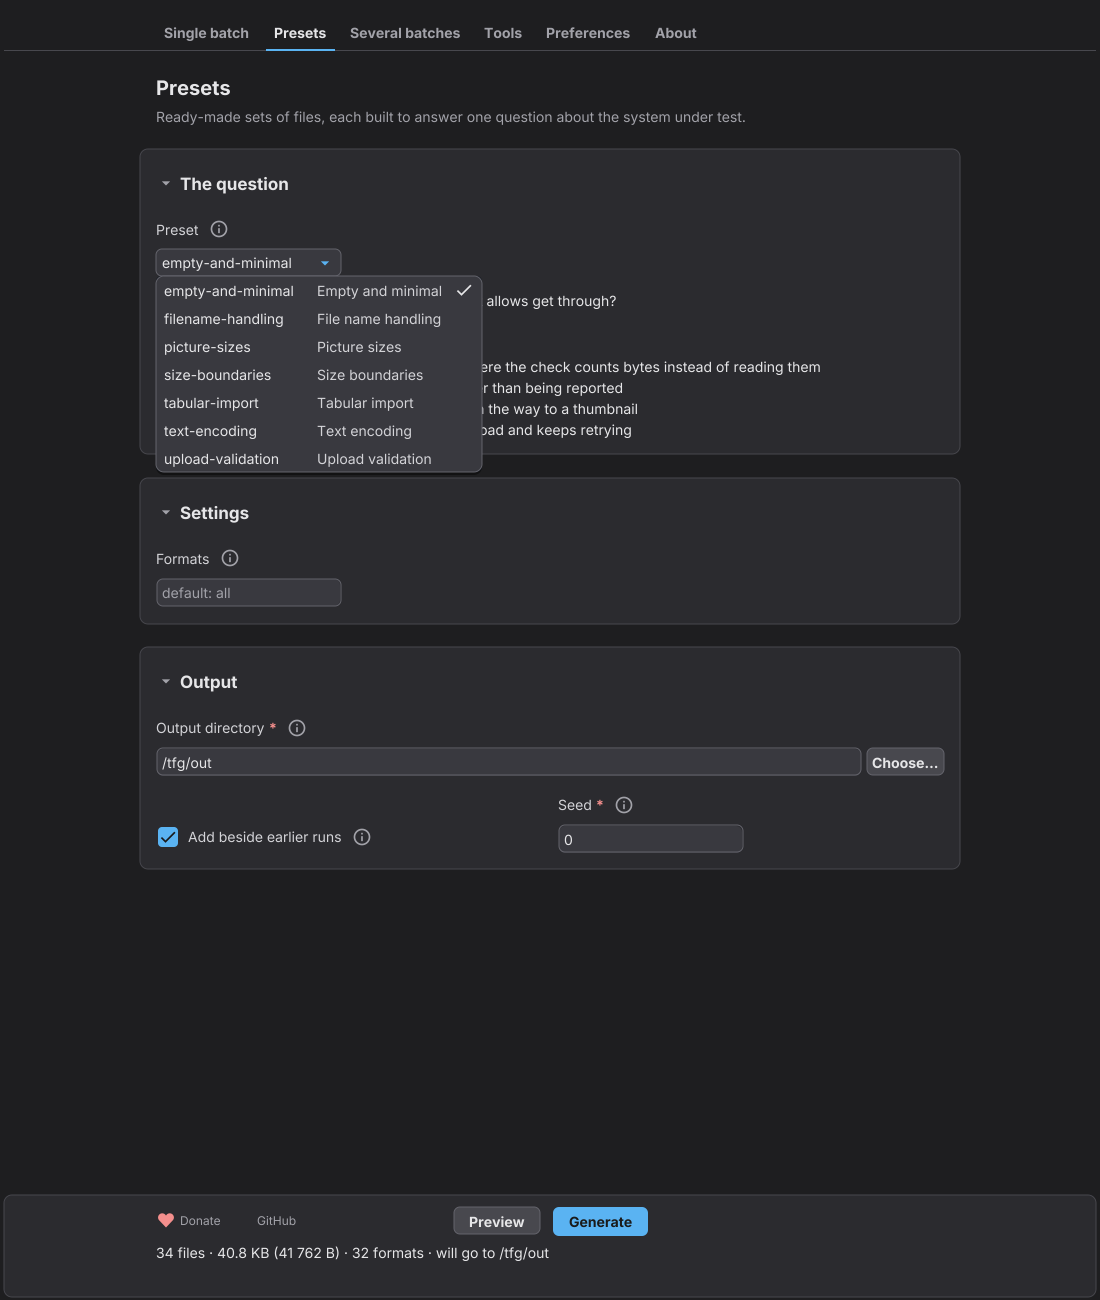 Single batch Presets Several batches Tools Preferences About
Presets
Ready-made sets of files, each built to answer one question about the system under test.
The question
Preset
empty-and-minimal
empty-and-minimal Empty and minimal
allows get through?
filename-handling File name handling
picture-sizes Picture sizes
the check counts bytes instead of reading them
size-boundaries Size boundaries
than being reported
tabular-import Tabular import
the way to a thumbnail
text-encoding Text encoding
and keeps retrying
upload-validation Upload validation
Settings
Formats
default: all
Output
Output directory *
/tfg/out Choose...
Seed *
Add beside earlier runs
0
Donate GitHub Preview Generate
34 files · 40.8 KB (41 762 B) · 32 formats · will go to /tfg/out